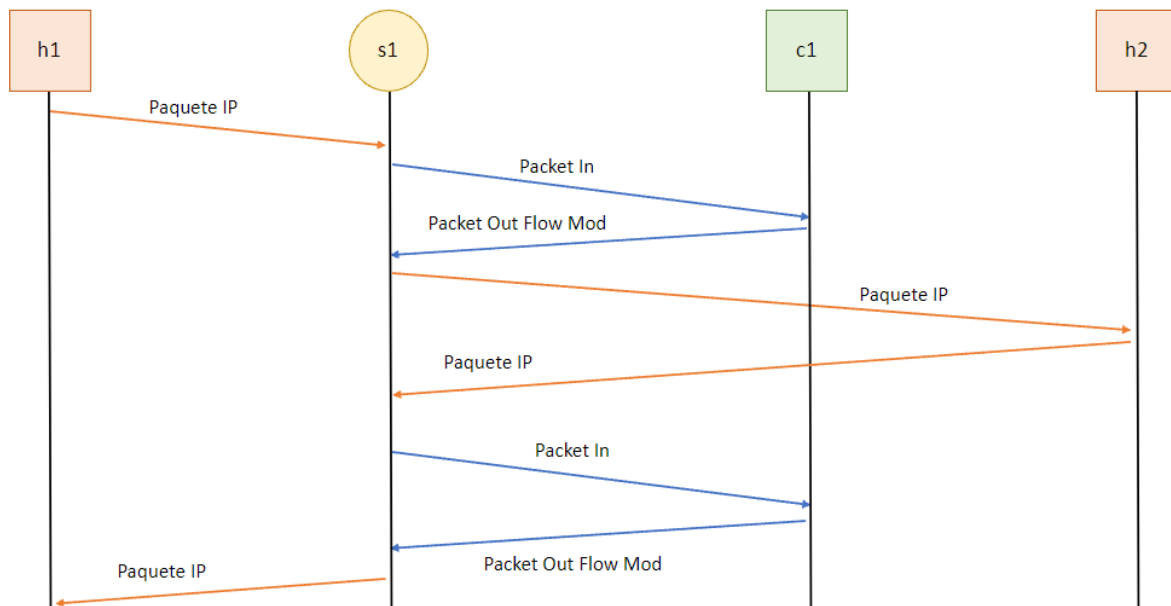 h1
s1
c1
h2
Paquete IP
Packet In
Packet Out Flow Mod
Paquete IP
Paquete IP
Packet In
Packet Out Flow Mod
Paquete IP